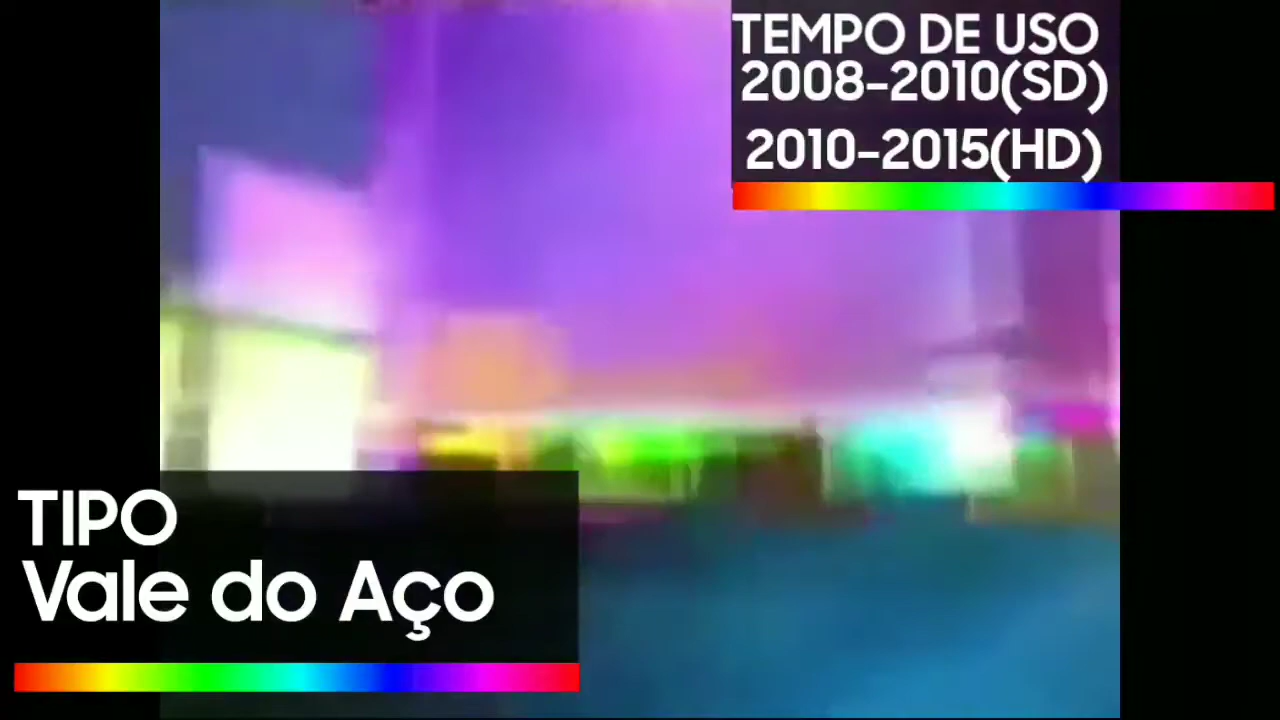 TEMPO DE USO
2008-2010(SD)
2010-2015(HD)
TIPO
Vale do Aço